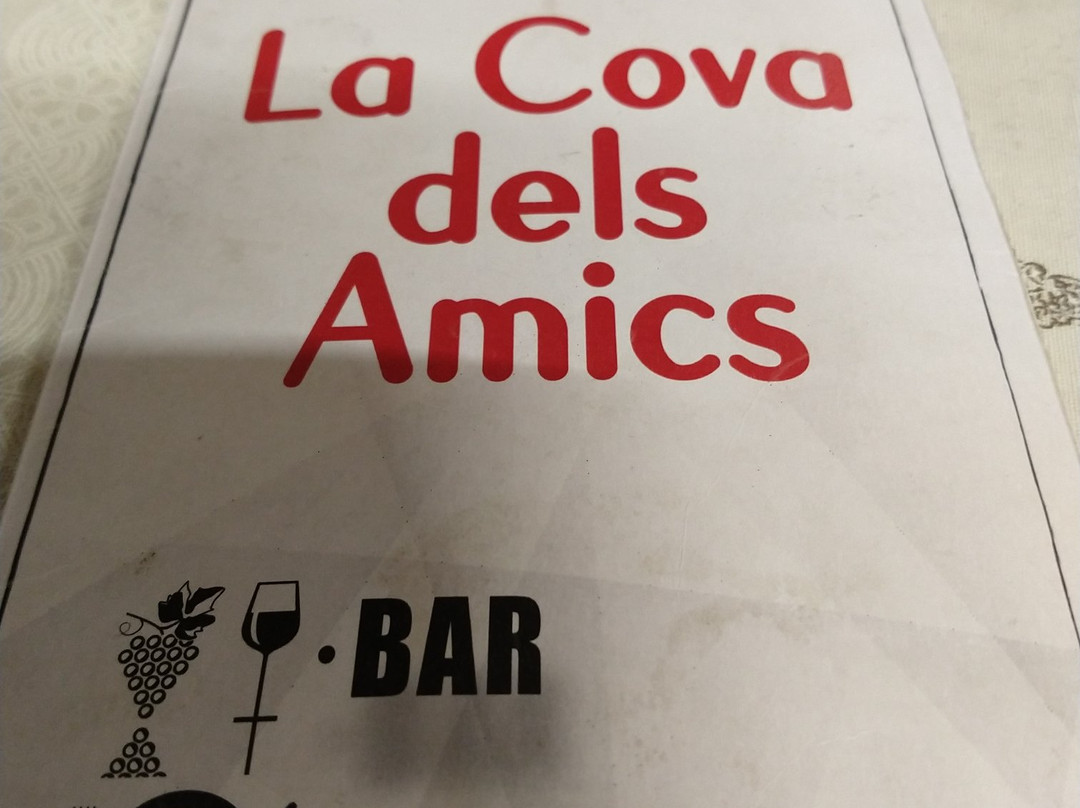 La Cova
dels
Amics
· BAR